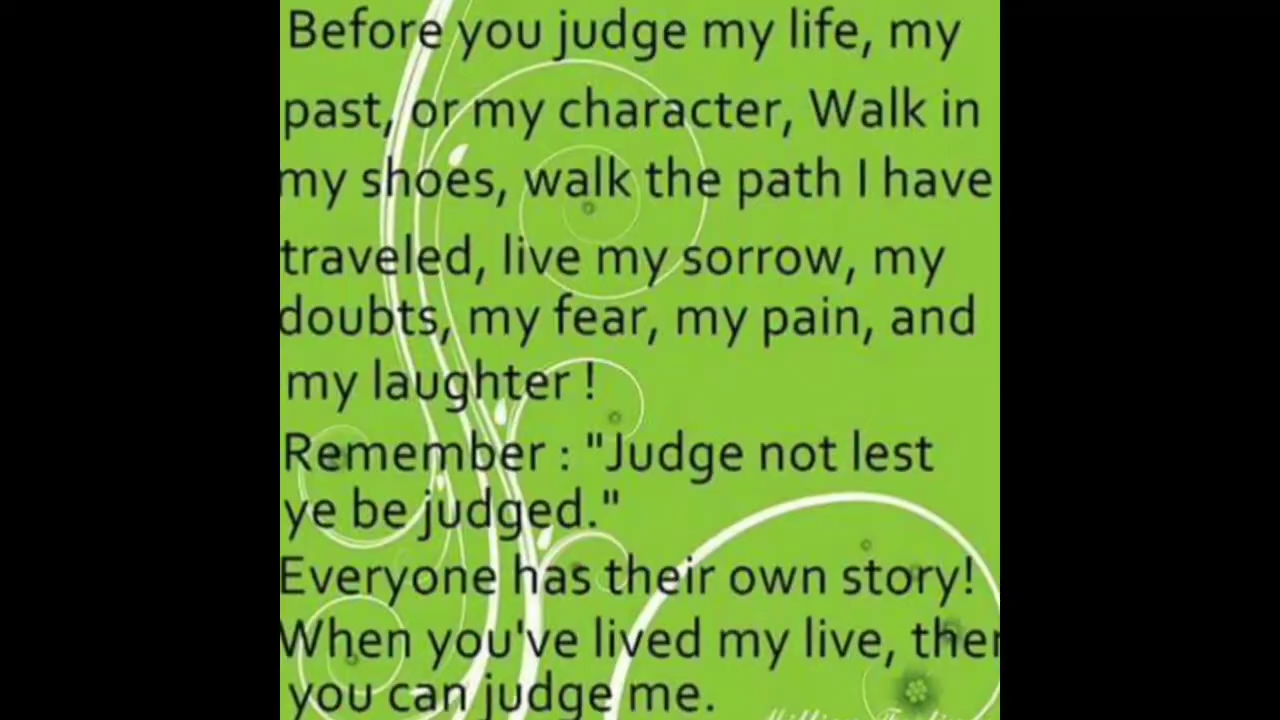 Before you judge my life, my
past, or my character, Walk in
my shoes, walk the path I have
traveled, live my sorrow, my
doubts, my fear, my pain, and
my laughter !
Remember : "Judge not lest
ye be judged."
Everyone has their own story!
When you've lived my live, then
you can judge me.